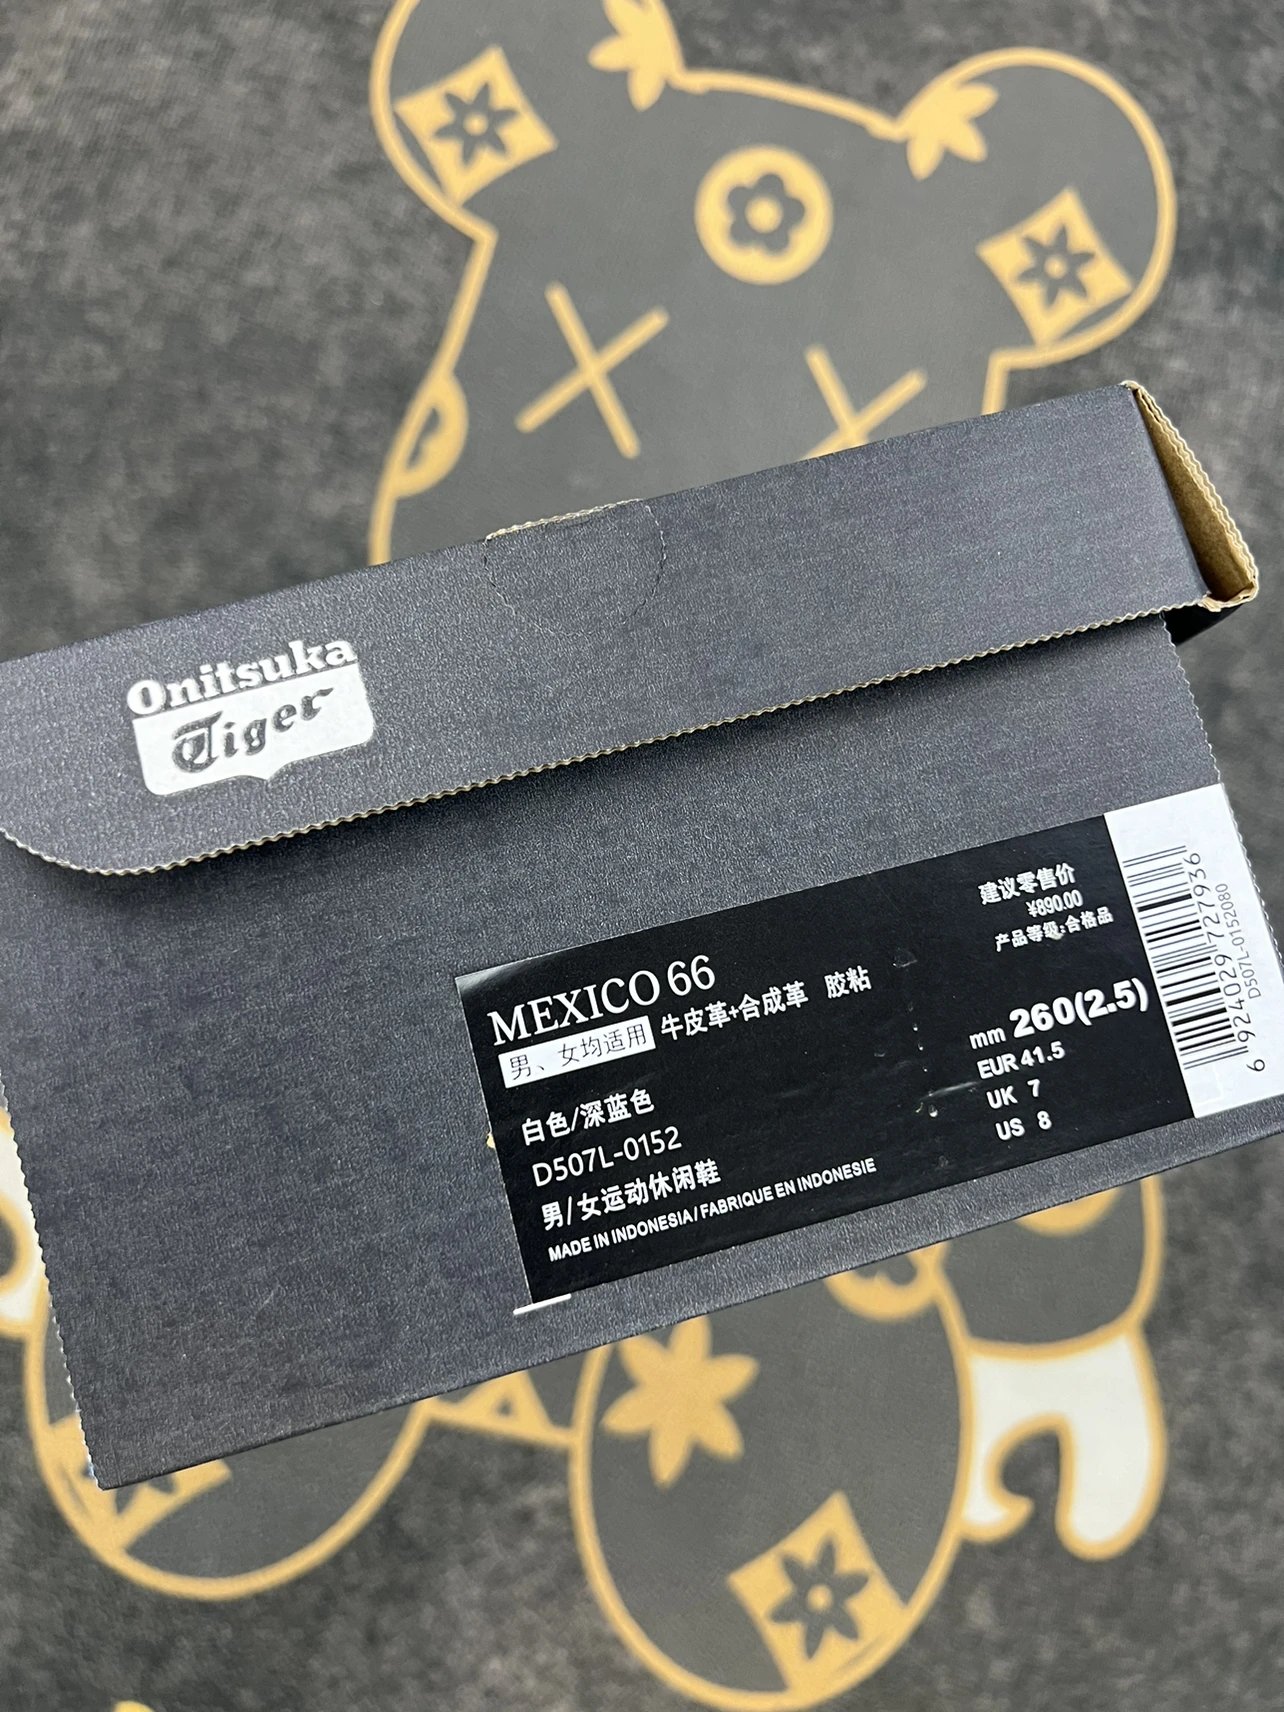 Onitsuka
Tiger
建议零售价
¥890.00
产品等级:合格品
MEXICO 66
男、女均适用 牛皮革+合成革 胶粘
mm 260(2.5)
EUR 41.5
UK 7
US 8
白色/深蓝色
D507L-0152
男/女运动休闲鞋
MADE IN INDONESIA / FABRIQUE EN INDONESIE
6 924029 727936
D507L-0152080